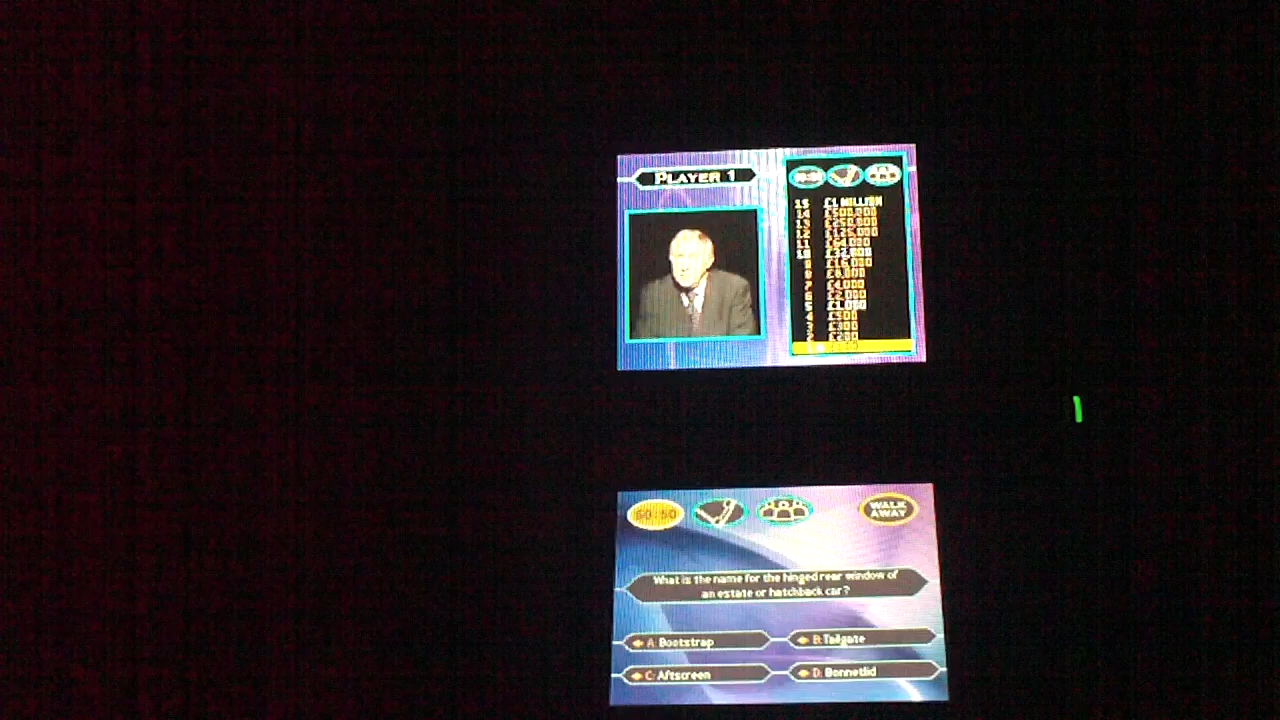 PLAYER 1
50:50
15 £1 MILLION
14 £500,000
13 £250,000
12 £125,000
11 £64,000
10 £32,000
9 £16,000
8 £8,000
7 £4,000
6 £2,000
5 £1,000
4 £500
3 £300
2 £200
50:50
WALK
AWAY
What is the name for the hinged rear window of
an estate or hatchback car?
A: Bootstrap
B: Tailgate
C: Aftscreen
D: Bonnetlid